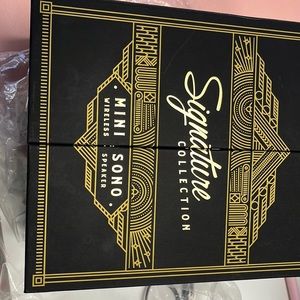 Signature
COLLECTION
MINI SONO
WIRELESS SPEAKER